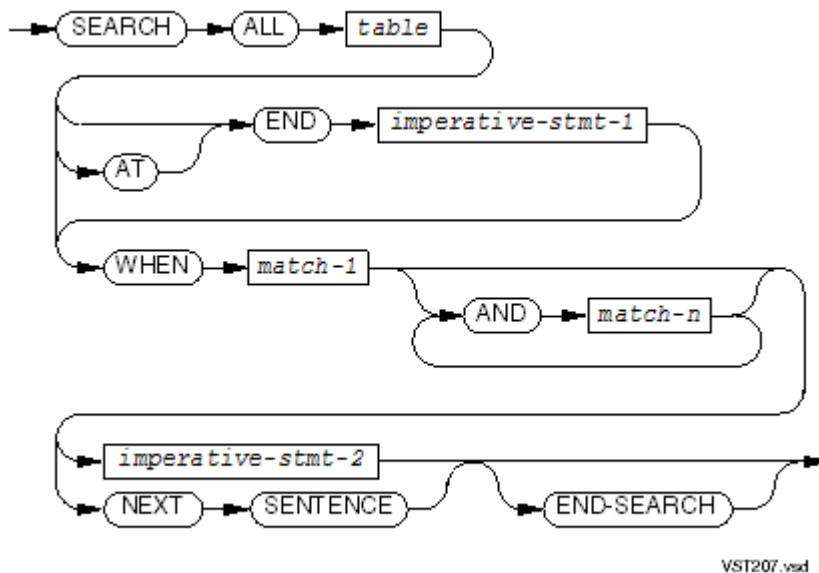 SEARCH ALL table
END imperative-stmt-1
AT
WHEN match-1
AND match-n
imperative-stmt-2
NEXT SENTENCE END-SEARCH
VST207.vsd